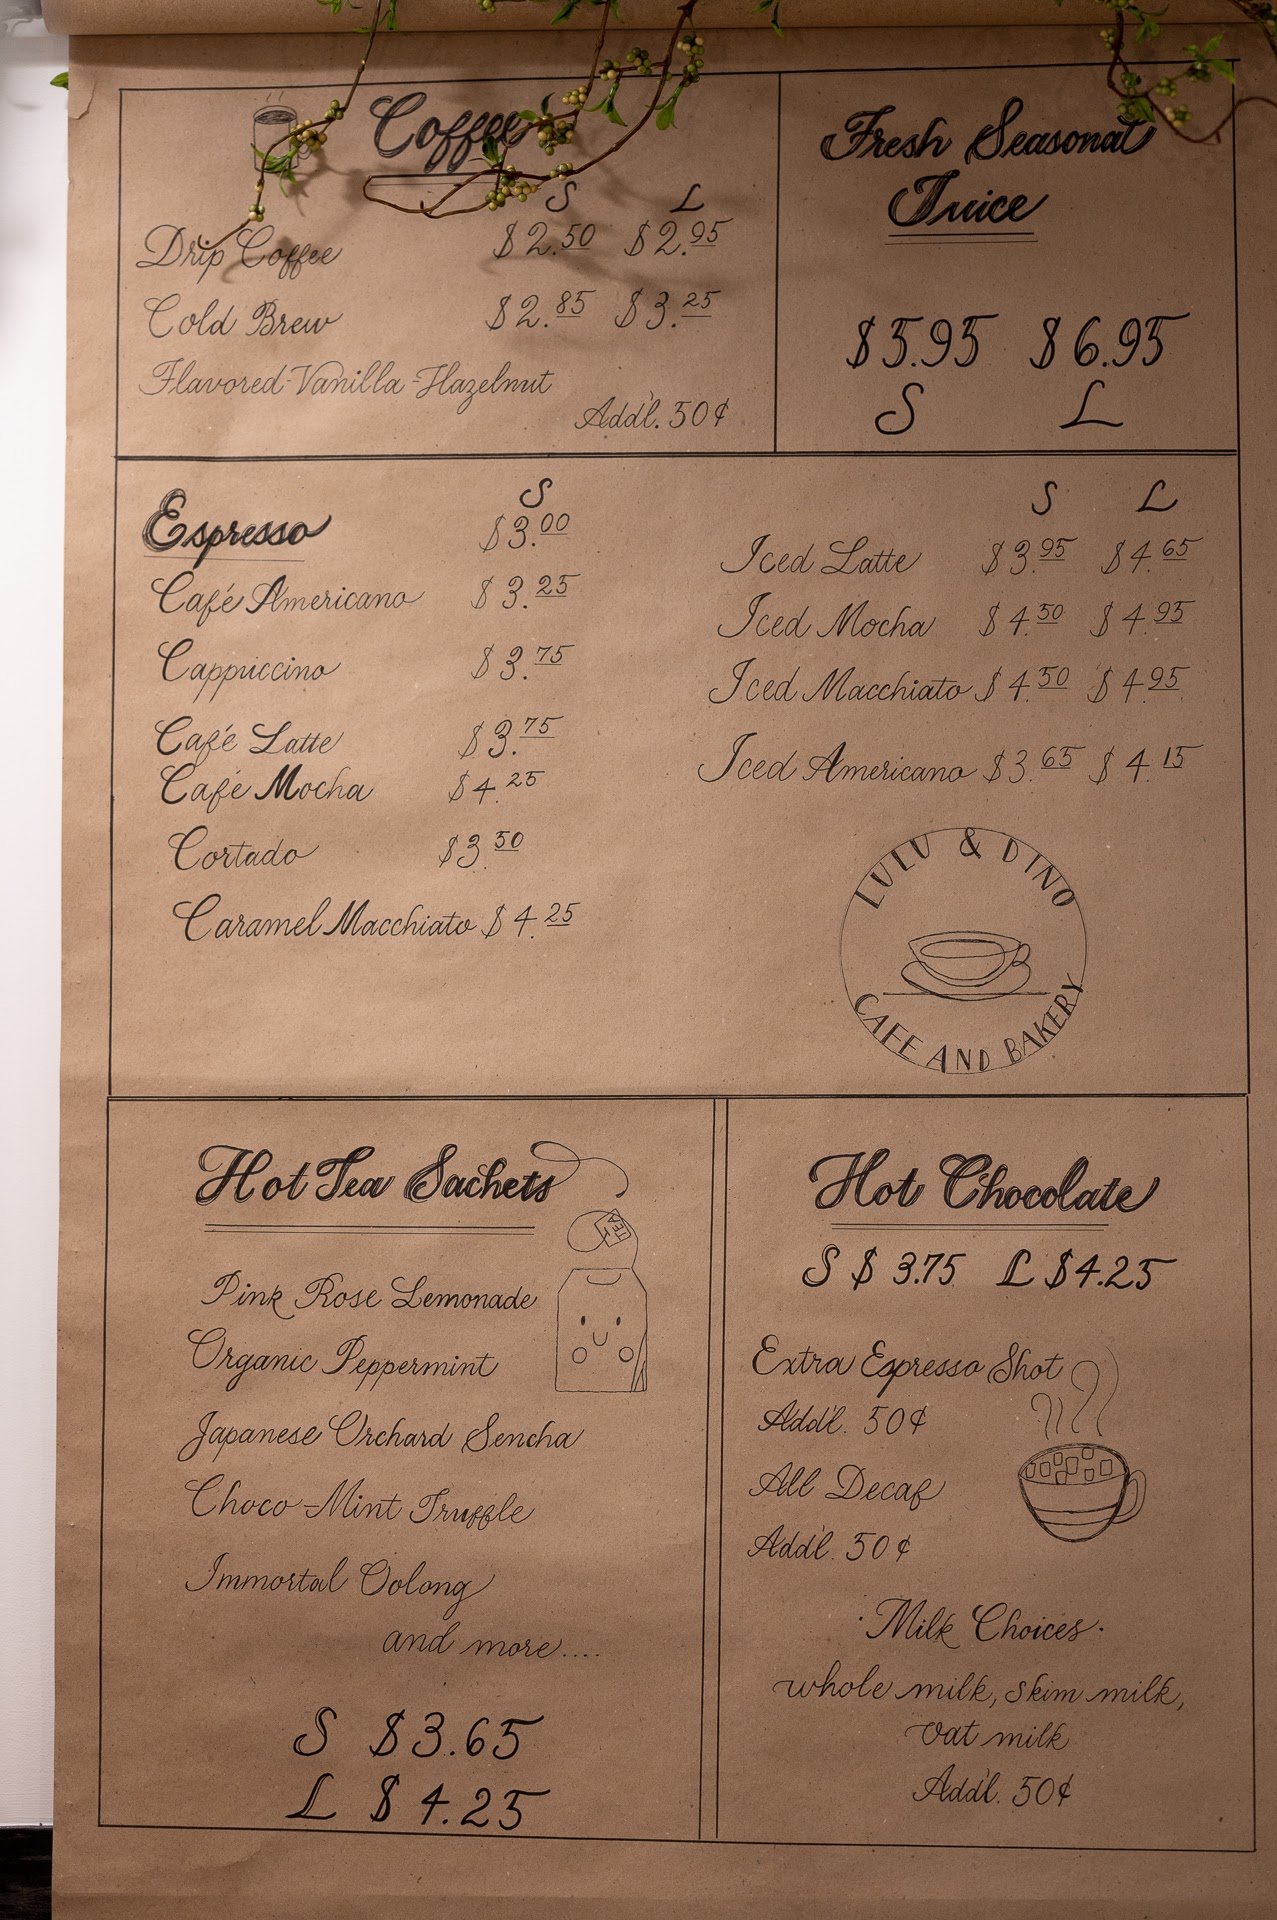 Coffee
S L
Drip Coffee $2.50 $2.95
Cold Brew $2.85 $3.25
Flavored-Vanilla-Hazelnut
Add'l. 50¢
Fresh Seasonal
Juice
$5.95 $6.95
S L
S
Espresso $3.00
Café Americano $3.25
Cappuccino $3.75
Café Latte $3.75
Café Mocha $4.25
Cortado $3.50
Caramel Macchiato $4.25
S L
Iced Latte $3.95 $4.65
Iced Mocha $4.50 $4.95
Iced Macchiato $4.50 $4.95
Iced Americano $3.65 $4.15
LULU & DINO
CAFE AND BAKERY
Hot Tea Sachets
TEA
Pink Rose Lemonade
Organic Peppermint
Japanese Orchard Sencha
Choco-Mint Truffle
Immortal Oolong
and more....
S $3.65
L $4.25
Hot Chocolate
S $3.75 L $4.25
Extra Espresso Shot
Add'l. 50¢
All Decaf
Add'l. 50¢
·Milk Choices·
whole milk, skim milk,
oat milk
Add'l. 50¢